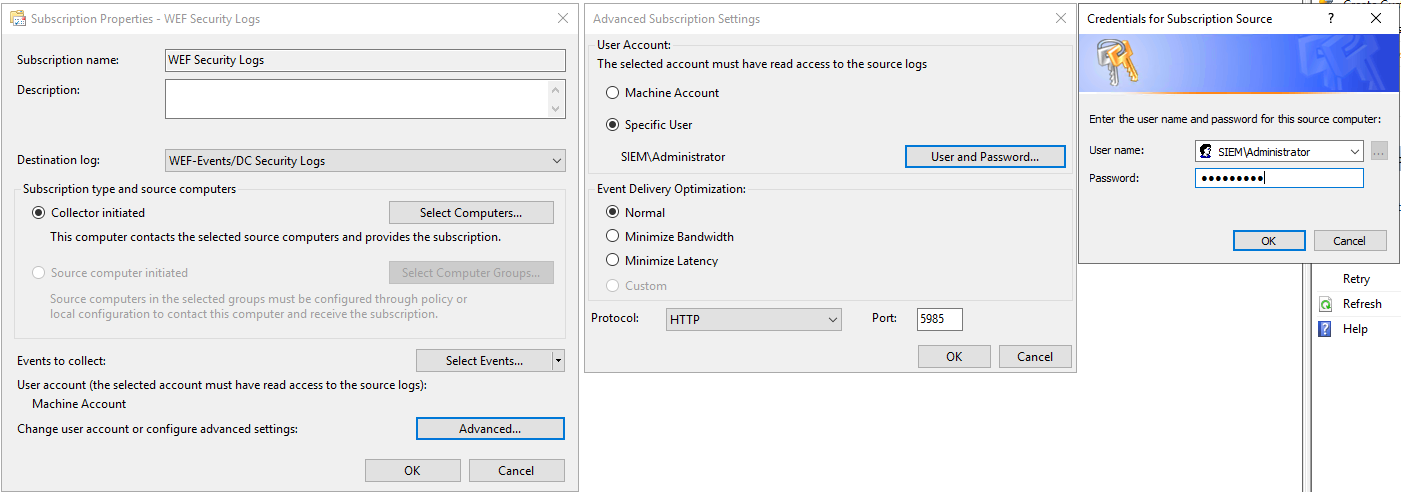 Subscription Properties - WEF Security Logs
Subscription name: WEF Security Logs
Description:
Destination log: WEF-Events/DC Security Logs
Subscription type and source computers
Collector initiated Select Computers...
This computer contacts the selected source computers and provides the subscription.
Source computer initiated Select Computer Groups...
Source computers in the selected groups must be configured through policy or
local configuration to contact this computer and receive the subscription.
Events to collect: Select Events...
User account (the selected account must have read access to the source logs):
Machine Account
Change user account or configure advanced settings: Advanced...
OK Cancel
Advanced Subscription Settings
User Account:
The selected account must have read access to the source logs
Machine Account
Specific User
SIEM\Administrator User and Password...
Event Delivery Optimization:
Normal
Minimize Bandwidth
Minimize Latency
Custom
Protocol: HTTP Port: 5985
OK Cancel
Credentials for Subscription Source ?
Enter the user name and password for this source computer:
User name: SIEM\Administrator ...
Password: •••••••••
OK Cancel
Retry
Refresh
Help